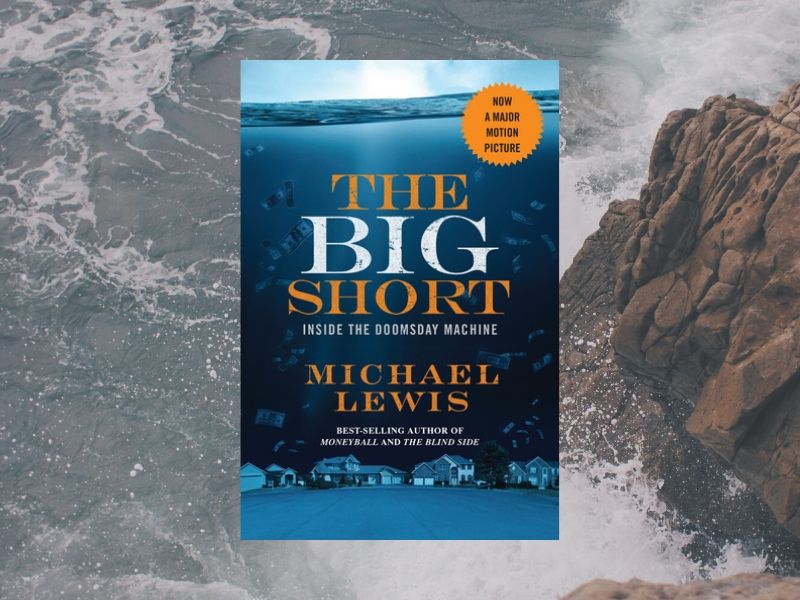 NOW
A MAJOR
MOTION
PICTURE
THE
BIG
SHORT
INSIDE THE DOOMSDAY MACHINE
MICHAEL
LEWIS
BEST-SELLING AUTHOR OF
MONEYBALL AND THE BLIND SIDE